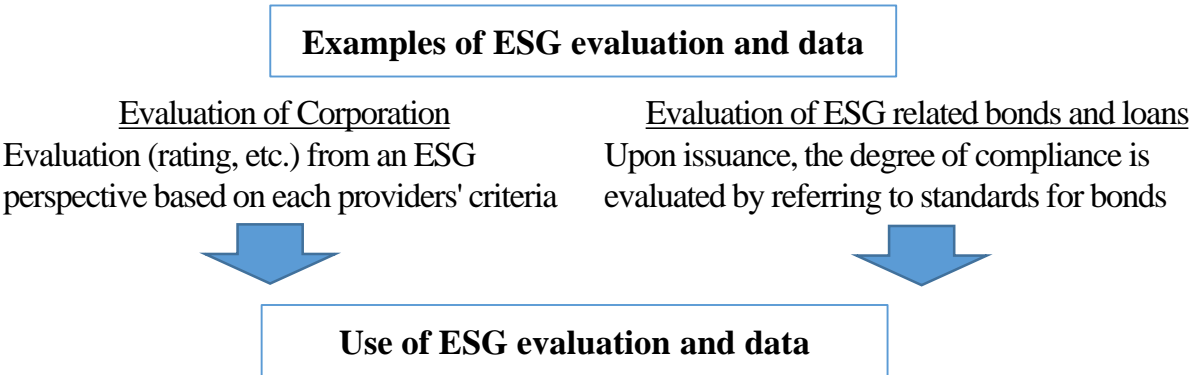 Examples of ESG evaluation and data
Evaluation of Corporation
Evaluation (rating, etc.) from an ESG
perspective based on each providers' criteria
Evaluation of ESG related bonds and loans
Upon issuance, the degree of compliance is
evaluated by referring to standards for bonds
Use of ESG evaluation and data